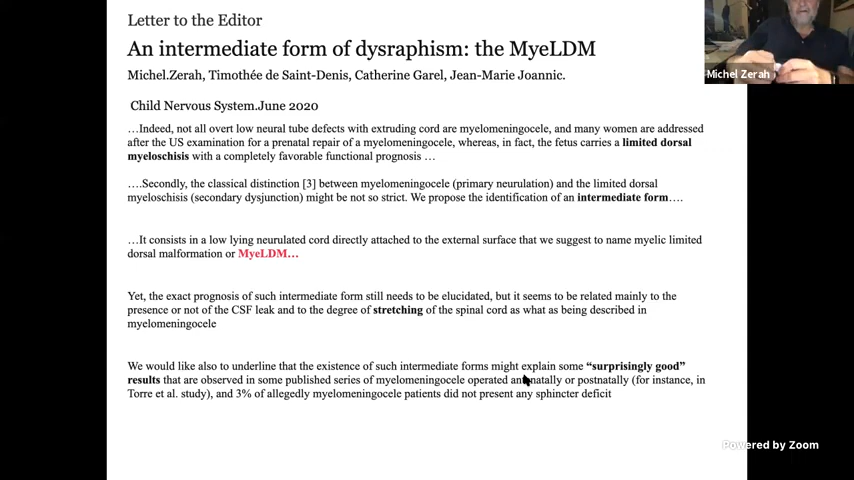 Letter to the Editor
An intermediate form of dysraphism: the MyeLDM
Michel.Zerah, Timothée de Saint-Denis, Catherine Garel, Jean-Marie Joannic.
Child Nervous System.June 2020
…Indeed, not all overt low neural tube defects with extruding cord are myelomeningocele, and many women are addressed
after the US examination for a prenatal repair of a myelomeningocele, whereas, in fact, the fetus carries a limited dorsal
myeloschisis with a completely favorable functional prognosis …
….Secondly, the classical distinction [3] between myelomeningocele (primary neurulation) and the limited dorsal
myeloschisis (secondary dysjunction) might be not so strict. We propose the identification of an intermediate form….
…It consists in a low lying neurulated cord directly attached to the external surface that we suggest to name myelic limited
dorsal malformation or MyeLDM…
Yet, the exact prognosis of such intermediate form still needs to be elucidated, but it seems to be related mainly to the
presence or not of the CSF leak and to the degree of stretching of the spinal cord as what as being described in
myelomeningocele
We would like also to underline that the existence of such intermediate forms might explain some “surprisingly good”
results that are observed in some published series of myelomeningocele operated antenatally or postnatally (for instance, in
Torre et al. study), and 3% of allegedly myelomeningocele patients did not present any sphincter deficit
Michel Zerah
Powered by Zoom